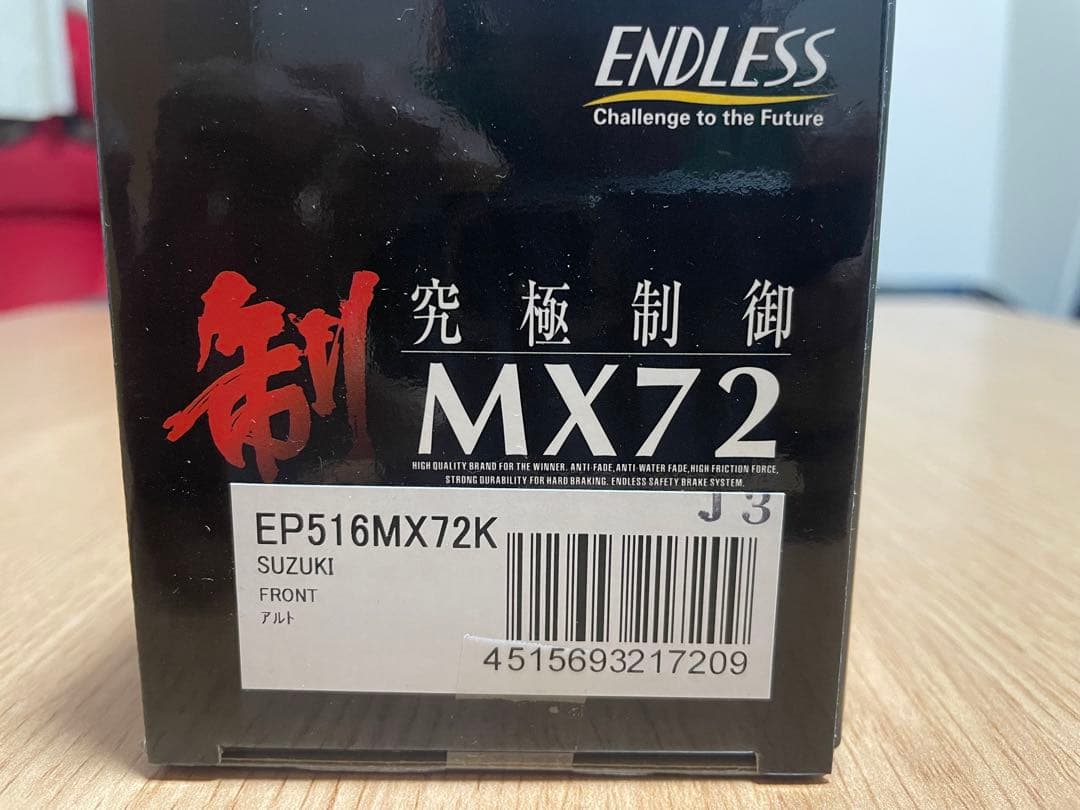 ENDLESS
Challenge to the Future
制
究極制御
MX72
HIGH QUALITY BRAND FOR THE WINNER. ANTI-FADE, ANTI-WATER FADE, HIGH FRICTION FORCE,
STRONG DURABILITY FOR HARD BRAKING. ENDLESS SAFETY BRAKE SYSTEM.
J3
EP516MX72K
SUZUKI
FRONT
アルト
4515693217209